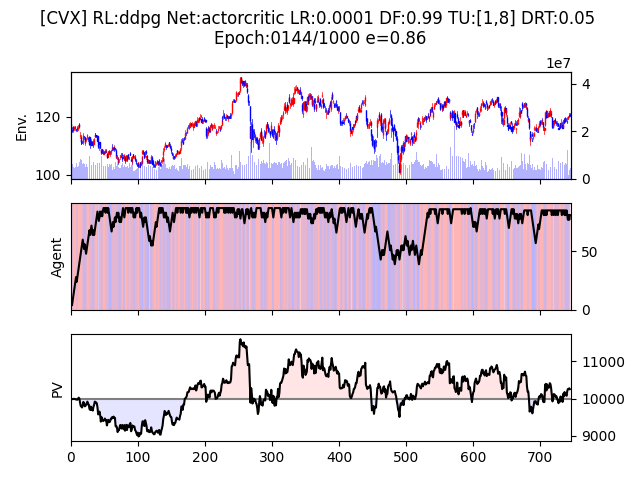 [CVX] RL:ddpg Net:actorcritic LR:0.0001 DF:0.99 TU:[1,8] DRT:0.05
Epoch:0144/1000 e=0.86
1e7
Env.
120
100
4
2
0
Agent
50
0
PV
11000
10000
9000
0 100 200 300 400 500 600 700